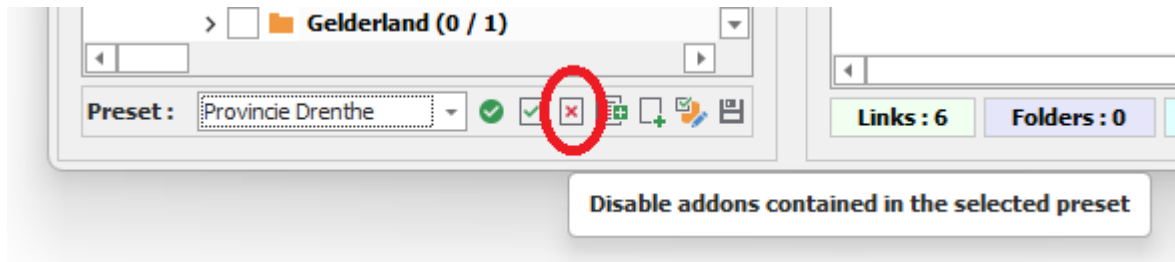 Gelderland (0 / 1)
Preset : Provincie Drenthe
Links : 6 Folders : 0
Disable addons contained in the selected preset